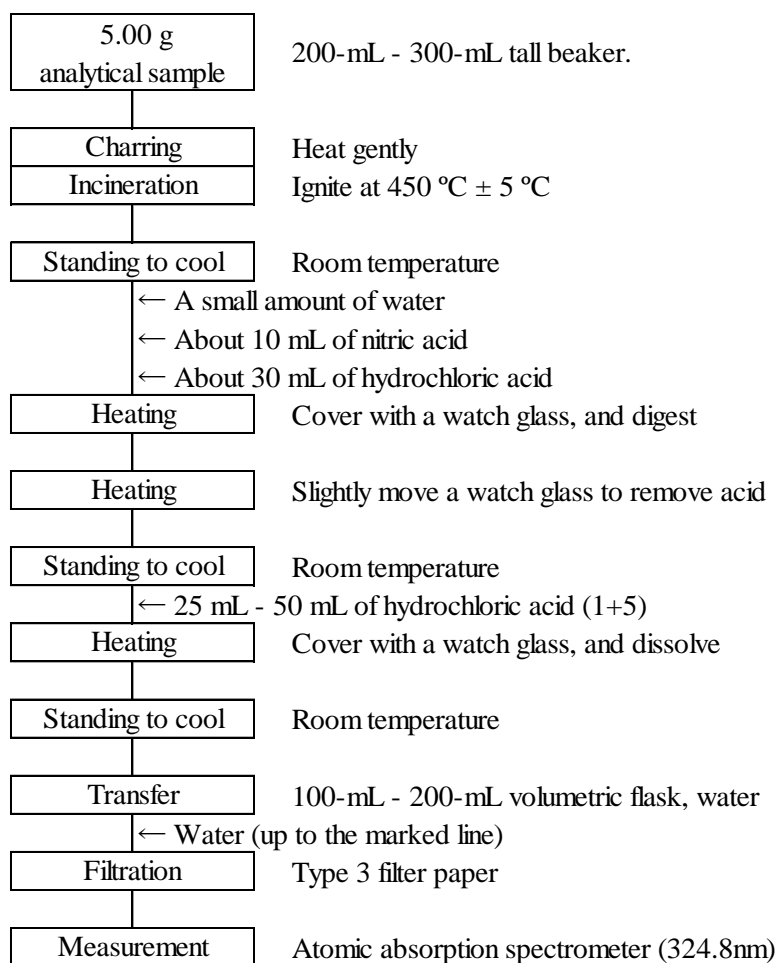 5.00 g
analytical sample
200-mL - 300-mL tall beaker.
Charring
Heat gently
Incineration
Ignite at 450 ºC ± 5 ºC
Standing to cool
Room temperature
← A small amount of water
← About 10 mL of nitric acid
← About 30 mL of hydrochloric acid
Heating
Cover with a watch glass, and digest
Heating
Slightly move a watch glass to remove acid
Standing to cool
Room temperature
← 25 mL - 50 mL of hydrochloric acid (1+5)
Heating
Cover with a watch glass, and dissolve
Standing to cool
Room temperature
Transfer
100-mL - 200-mL volumetric flask, water
← Water (up to the marked line)
Filtration
Type 3 filter paper
Measurement
Atomic absorption spectrometer (324.8nm)